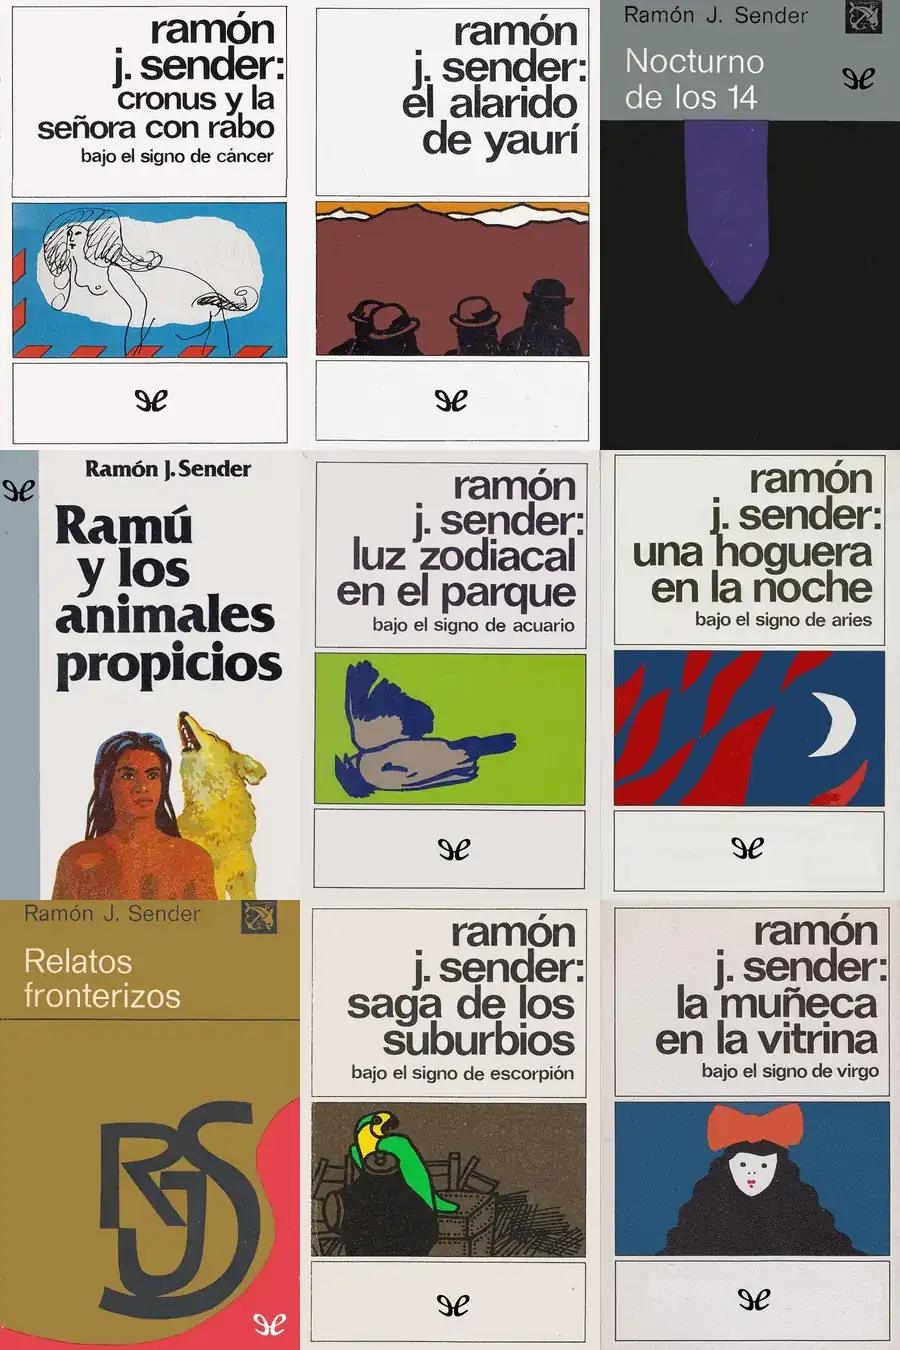 ramón
j. sender:
cronus y la
señora con rabo
bajo el signo de cáncer
ramón
j. sender:
el alarido
de yaurí
Ramón J. Sender
Nocturno
de los 14
Ramón J. Sender
Ramú
y los
animales
propicios
ramón
j. sender:
luz zodiacal
en el parque
bajo el signo de acuario
ramón
j. sender:
una hoguera
en la noche
bajo el signo de aries
Ramón J. Sender
Relatos
fronterizos
RJS
ramón
j. sender:
saga de los
suburbios
bajo el signo de escorpión
ramón
j. sender:
la muñeca
en la vitrina
bajo el signo de virgo